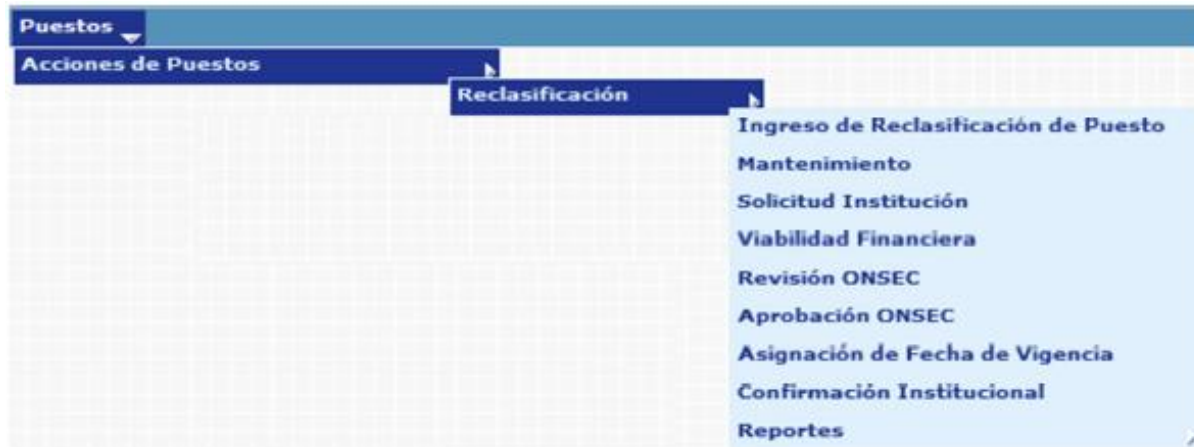 Puestos
Acciones de Puestos
Reclasificación
Ingreso de Reclasificación de Puesto
Mantenimiento
Solicitud Institución
Viabilidad Financiera
Revisión ONSEC
Aprobación ONSEC
Asignación de Fecha de Vigencia
Confirmación Institucional
Reportes